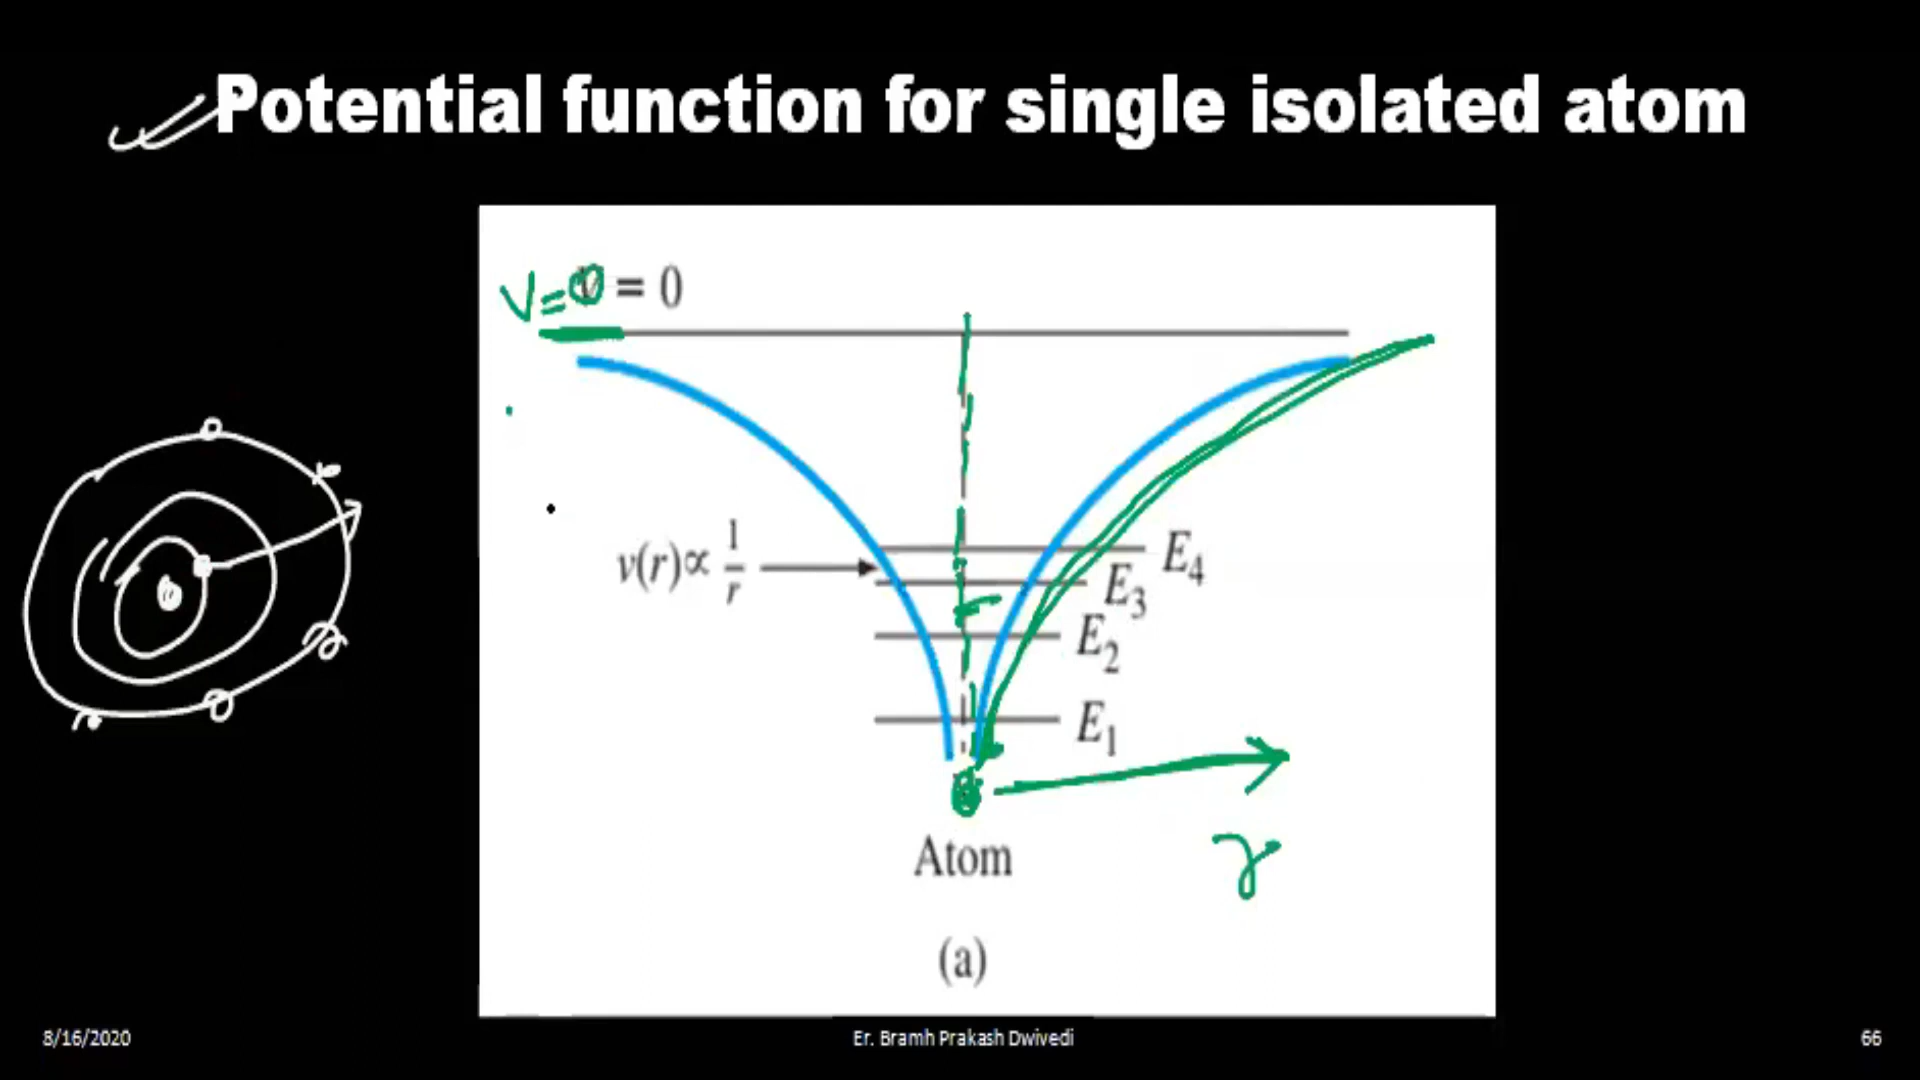 Potential function for single isolated atom
V=0 = 0
v(r)∝ 1/r
E4
E3
E2
E1
r
Atom
(a)
8/16/2020 Er. Bramh Prakash Dwivedi 66